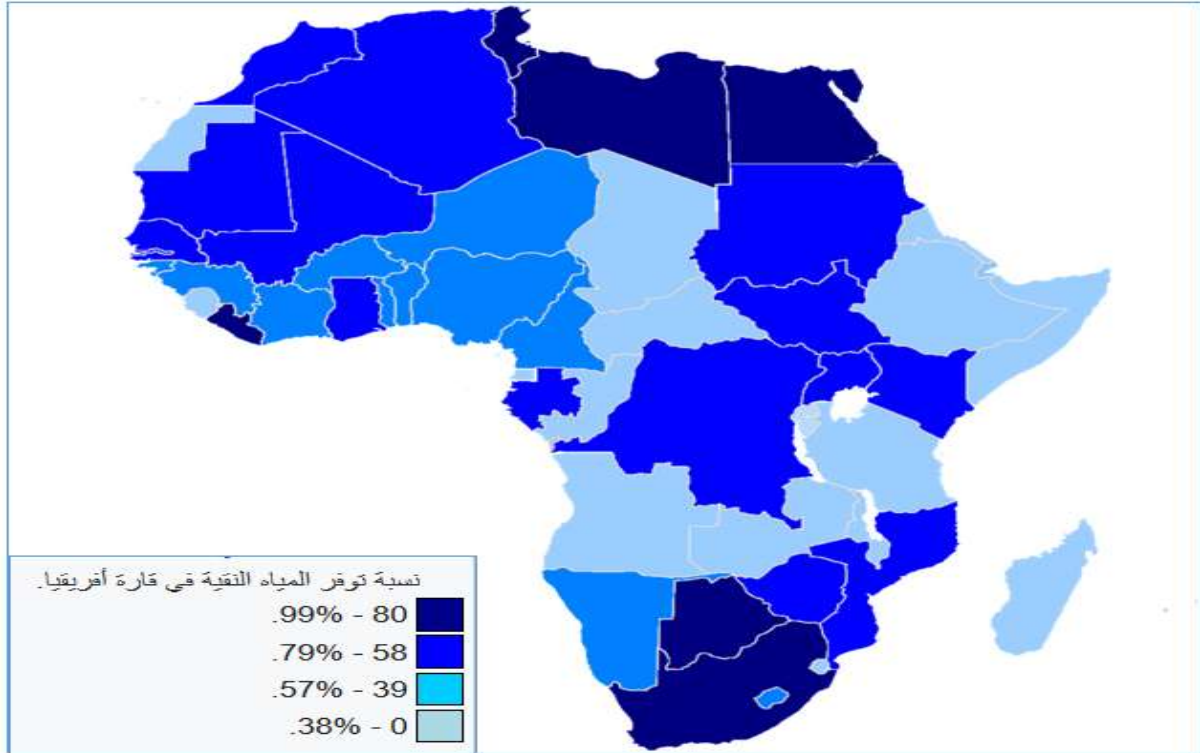 نسبة توفر المياه النقية في قارة أفريقيا.
80 - 99%.
58 - 79%.
39 - 57%.
0 - 38%.